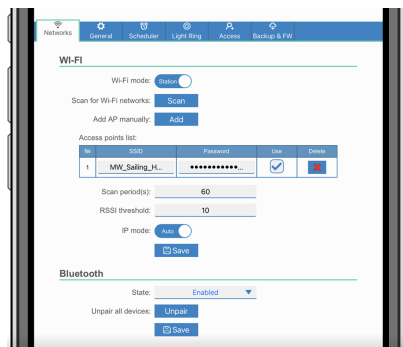 Networks General Scheduler Light Ring Access Backup & FW
WI-FI
Wi-Fi mode: Station
Scan for Wi-Fi networks: Scan
Add AP manually: Add
Access points list:
№ SSID Password Use Delete
1 MW_Sailing_H... ●●●●●●●●●●●...
Scan period(s): 60
RSSI threshold: 10
IP mode: Auto
Save
Bluetooth
State: Enabled
Unpair all devices: Unpair
Save